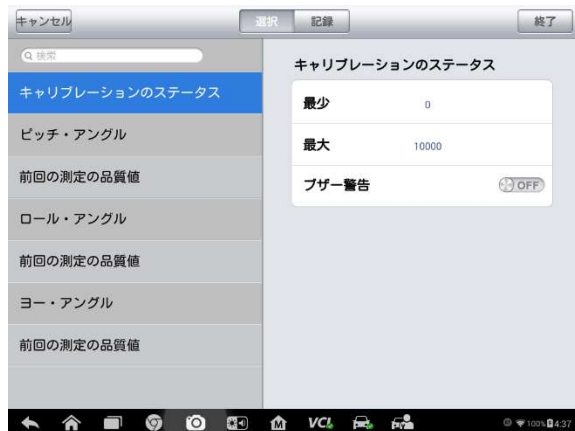 キャンセル
選択
記録
終了
検索
キャリブレーションのステータス
ピッチ・アングル
前回の測定の品質値
ロール・アングル
前回の測定の品質値
ヨー・アングル
前回の測定の品質値
キャリブレーションのステータス
最少 0
最大 10000
ブザー警告 OFF
M VCI 100% 4:37